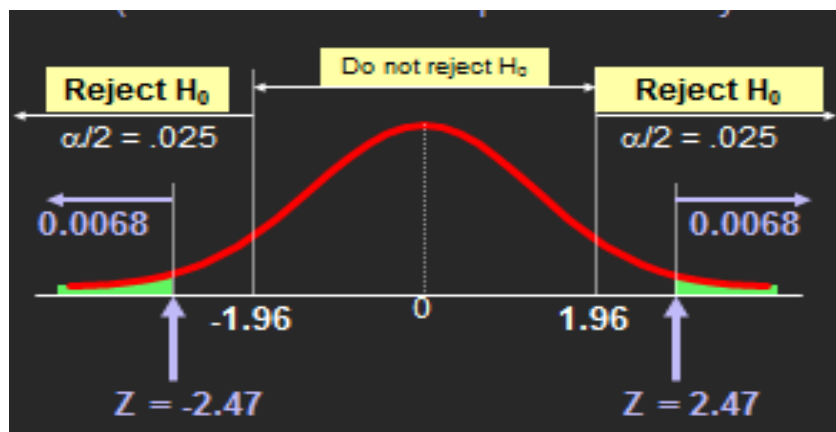 Do not reject H₀
Reject H₀
Reject H₀
α/2 = .025
α/2 = .025
0.0068
0.0068
-1.96
0
1.96
Z = -2.47
Z = 2.47